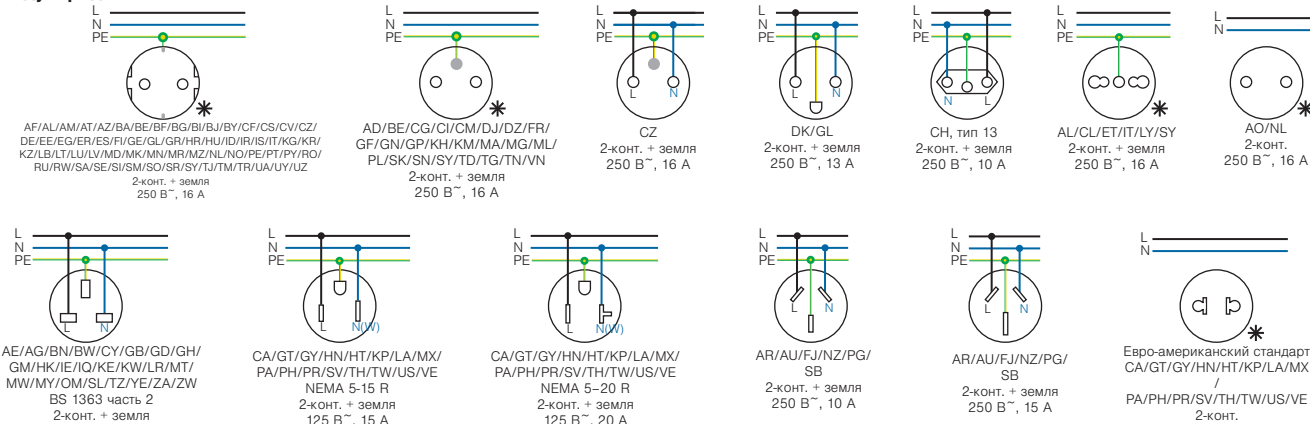 L
N
PE
AF/AL/AM/AT/AZ/BA/BE/BF/BG/BI/BJ/BY/CF/CS/CV/CZ/
DE/EE/EG/ER/ES/FI/GE/GL/GR/HR/HU/ID/IR/IS/IT/KG/KR/
KZ/LB/LT/LU/LV/MD/MK/MN/MR/MZ/NL/NO/PE/PT/PY/RO/
RU/RW/SA/SE/SI/SM/SO/SR/SY/TJ/TM/TR/UA/UY/UZ
2-конт. + земля
250 В~, 16 А
L
N
PE
AD/BE/CG/CI/CM/DJ/DZ/FR/
GF/GN/GP/KH/KM/MA/MG/ML/
PL/SK/SN/SY/TD/TG/TN/VN
2-конт. + земля
250 В~, 16 А
L
N
PE
L
N
CZ
2-конт. + земля
250 В~, 16 А
L
N
PE
L
N
DK/GL
2-конт. + земля
250 В~, 13 А
L
N
PE
N
L
CH, тип 13
2-конт. + земля
250 В~, 10 А
L
N
PE
AL/CL/ET/IT/LY/SY
2-конт. + земля
250 В~, 16 А
L
N
AO/NL
2-конт.
250 В~, 16 А
L
N
PE
L
N
AE/AG/BN/BW/CY/GB/GD/GH/
GM/HK/IE/IQ/KE/KW/LR/MT/
MW/MY/OM/SL/TZ/YE/ZA/ZW
BS 1363 часть 2
2-конт. + земля
L
N
PE
L
N(W)
CA/GT/GY/HN/HT/KP/LA/MX/
PA/PH/PR/SV/TH/TW/US/VE
NEMA 5-15 R
2-конт. + земля
125 В~, 15 А
L
N
PE
L
N(W)
CA/GT/GY/HN/HT/KP/LA/MX/
PA/PH/PR/SV/TH/TW/US/VE
NEMA 5–20 R
2-конт. + земля
125 В~, 20 А
L
N
PE
L
N
AR/AU/FJ/NZ/PG/
SB
2-конт. + земля
250 В~, 10 А
L
N
PE
L
N
AR/AU/FJ/NZ/PG/
SB
2-конт. + земля
250 В~, 15 А
L
N
Евро-американский стандарт
CA/GT/GY/HN/HT/KP/LA/MX
/
PA/PH/PR/SV/TH/TW/US/VE
2-конт.